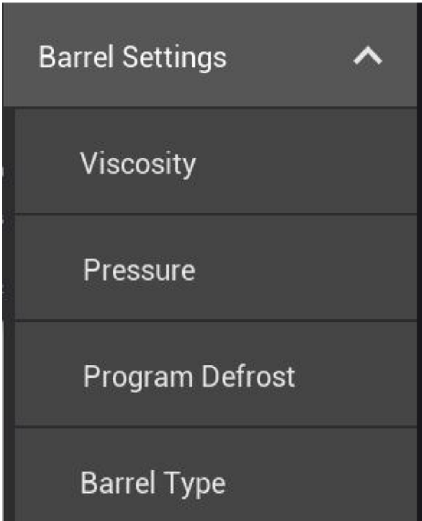 Barrel Settings
Viscosity
Pressure
Program Defrost
Barrel Type